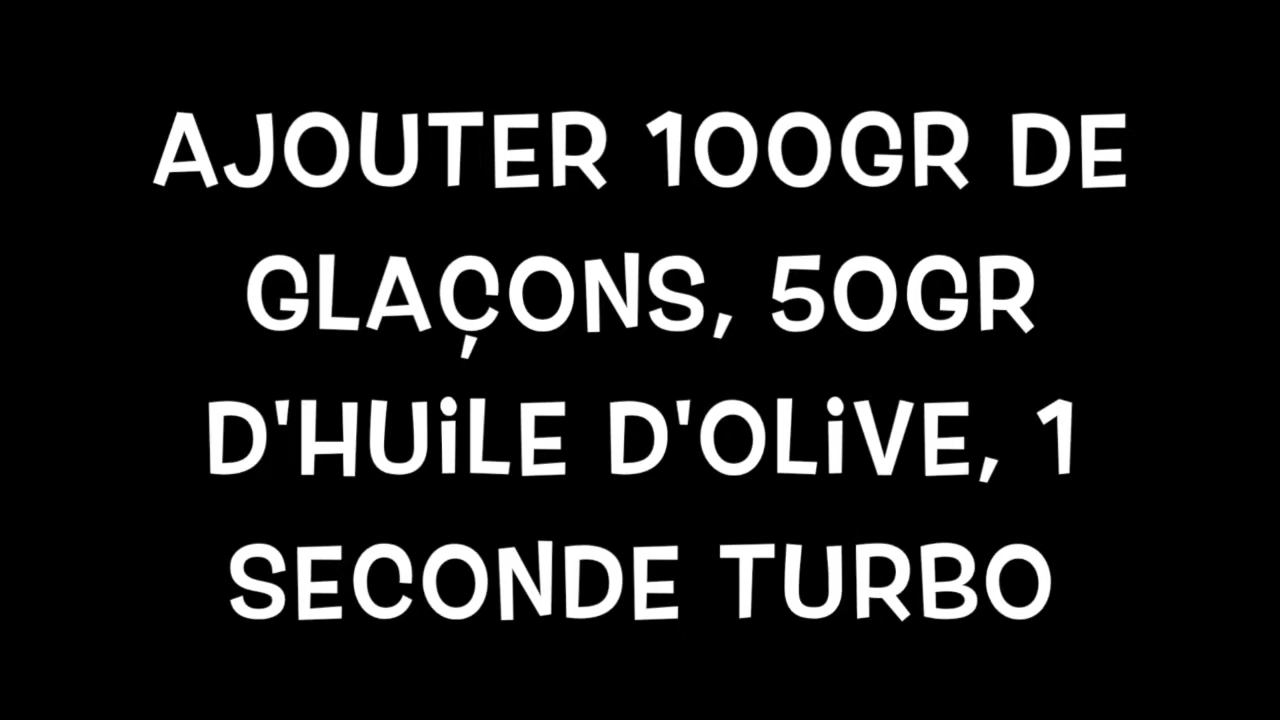 AJOUTER 100GR DE
GLAÇONS, 50GR
D'HUiLE D'OLiVE, 1
SECONDE TURBO